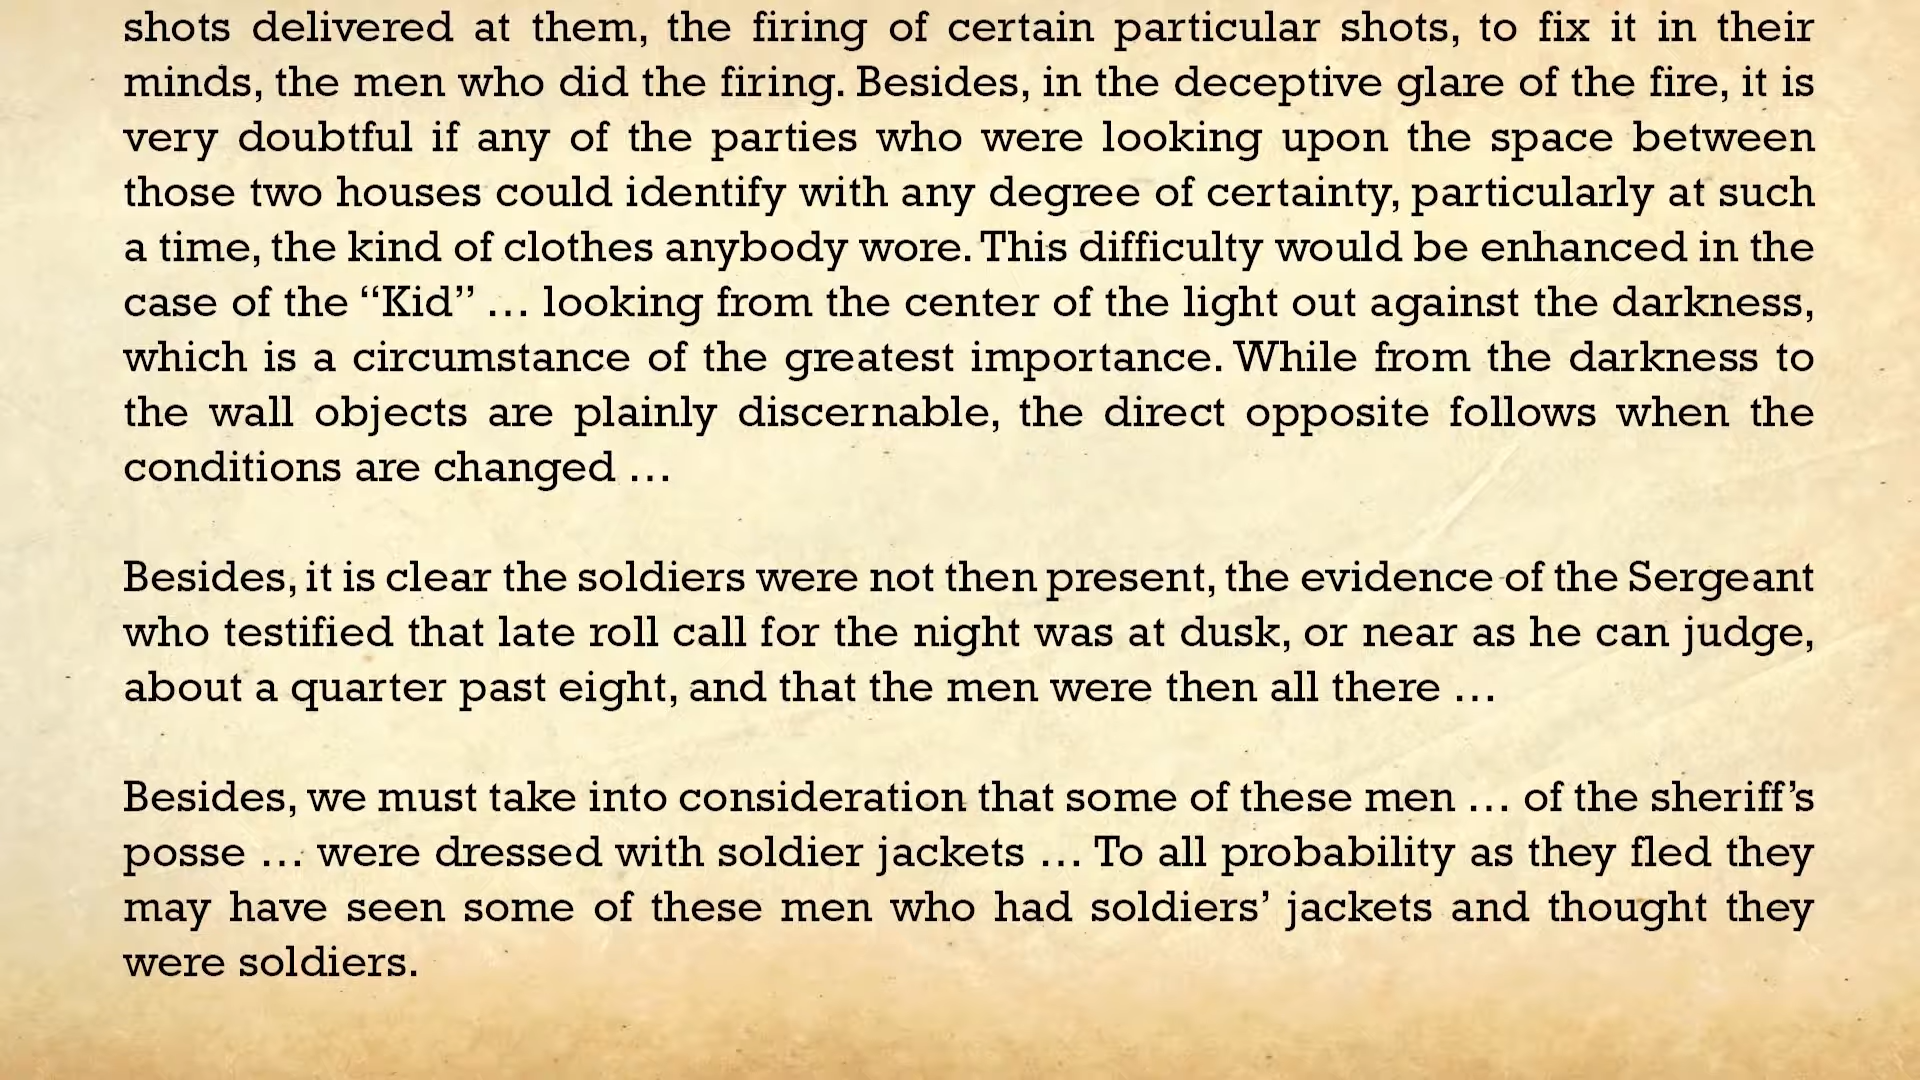 shots delivered at them, the firing of certain particular shots, to fix it in their
minds, the men who did the firing. Besides, in the deceptive glare of the fire, it is
very doubtful if any of the parties who were looking upon the space between
those two houses could identify with any degree of certainty, particularly at such
a time, the kind of clothes anybody wore. This difficulty would be enhanced in the
case of the “Kid” … looking from the center of the light out against the darkness,
which is a circumstance of the greatest importance. While from the darkness to
the wall objects are plainly discernable, the direct opposite follows when the
conditions are changed …
Besides, it is clear the soldiers were not then present, the evidence of the Sergeant
who testified that late roll call for the night was at dusk, or near as he can judge,
about a quarter past eight, and that the men were then all there …
Besides, we must take into consideration that some of these men … of the sheriff’s
posse … were dressed with soldier jackets … To all probability as they fled they
may have seen some of these men who had soldiers’ jackets and thought they
were soldiers.